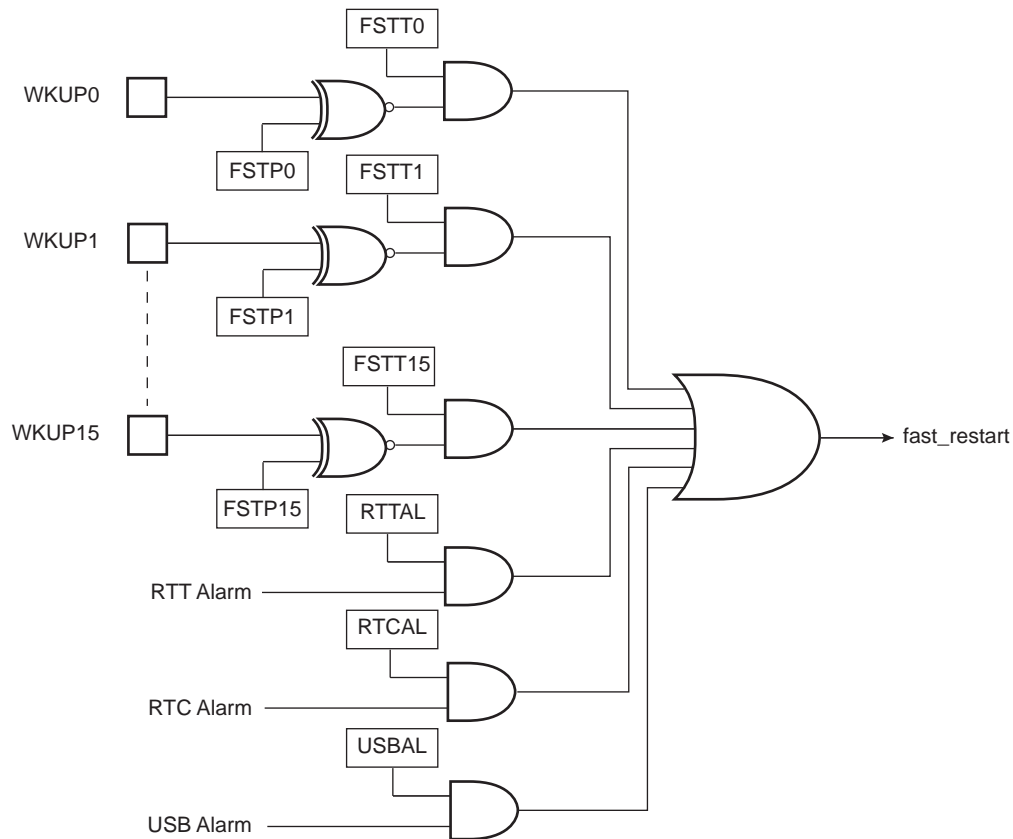 FSTT0
WKUP0
FSTP0
FSTT1
WKUP1
FSTP1
FSTT15
WKUP15
fast_restart
FSTP15
RTTAL
RTT Alarm
RTCAL
RTC Alarm
USBAL
USB Alarm